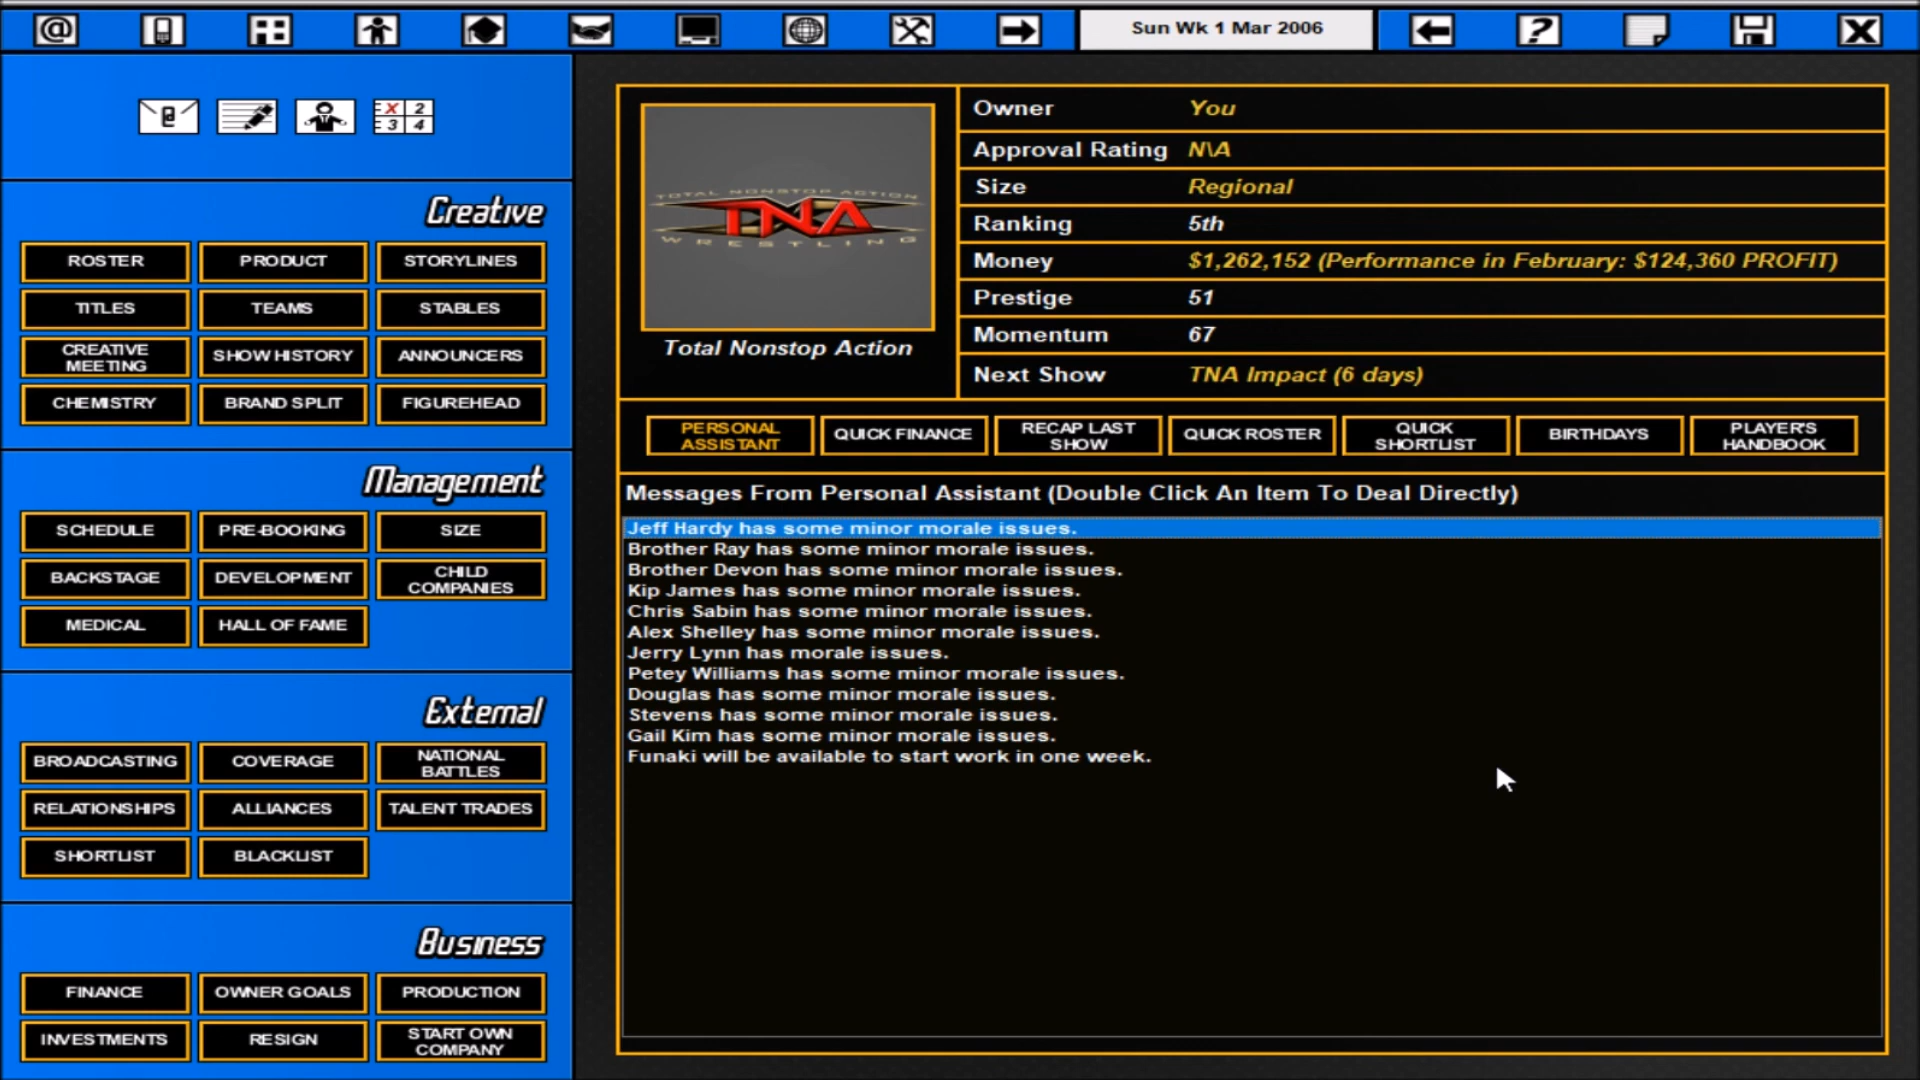 Sun Wk 1 Mar 2006
Creative
ROSTER
PRODUCT
STORYLINES
TITLES
TEAMS
STABLES
CREATIVE
MEETING
SHOW HISTORY
ANNOUNCERS
CHEMISTRY
BRAND SPLIT
FIGUREHEAD
Management
SCHEDULE
PRE-BOOKING
SIZE
BACKSTAGE
DEVELOPMENT
CHILD
COMPANIES
MEDICAL
HALL OF FAME
External
BROADCASTING
COVERAGE
NATIONAL
BATTLES
RELATIONSHIPS
ALLIANCES
TALENT TRADES
SHORTLIST
BLACKLIST
Business
FINANCE
OWNER GOALS
PRODUCTION
INVESTMENTS
RESIGN
START OWN
COMPANY
TOTAL NONSTOP ACTION
TNA
WRESTLING
Total Nonstop Action
Owner You
Approval Rating N\A
Size Regional
Ranking 5th
Money $1,262,152 (Performance in February: $124,360 PROFIT)
Prestige 51
Momentum 67
Next Show TNA Impact (6 days)
PERSONAL
ASSISTANT
QUICK FINANCE
RECAP LAST
SHOW
QUICK ROSTER
QUICK
SHORTLIST
BIRTHDAYS
PLAYER'S
HANDBOOK
Messages From Personal Assistant (Double Click An Item To Deal Directly)
Jeff Hardy has some minor morale issues.
Brother Ray has some minor morale issues.
Brother Devon has some minor morale issues.
Kip James has some minor morale issues.
Chris Sabin has some minor morale issues.
Alex Shelley has some minor morale issues.
Jerry Lynn has morale issues.
Petey Williams has some minor morale issues.
Douglas has some minor morale issues.
Stevens has some minor morale issues.
Gail Kim has some minor morale issues.
Funaki will be available to start work in one week.